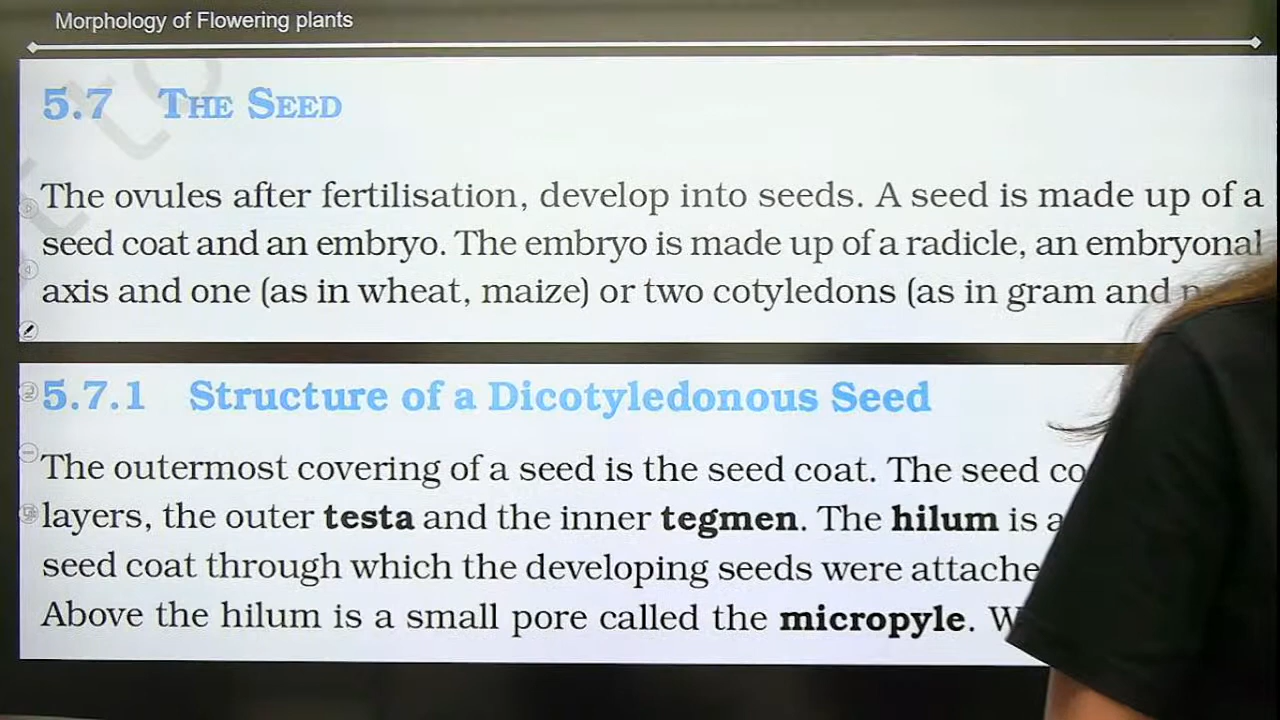 Morphology of Flowering plants
5.7 THE SEED
The ovules after fertilisation, develop into seeds. A seed is made up of a
seed coat and an embryo. The embryo is made up of a radicle, an embryonal
axis and one (as in wheat, maize) or two cotyledons (as in gram and
5.7.1 Structure of a Dicotyledonous Seed
The outermost covering of a seed is the seed coat. The seed
layers, the outer testa and the inner tegmen. The hilum is a
seed coat through which the developing seeds were
Above the hilum is a small pore called the micropyle.